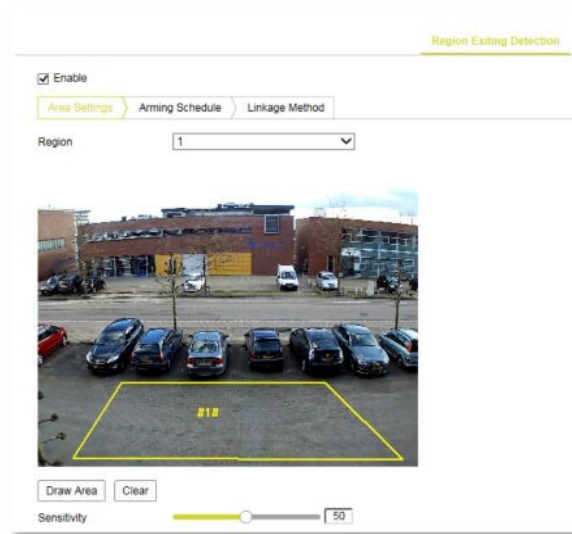 Region Exiting Detection
Enable
Area Settings
Arming Schedule
Linkage Method
Region
1
#1#
Draw Area
Clear
Sensitivity
50